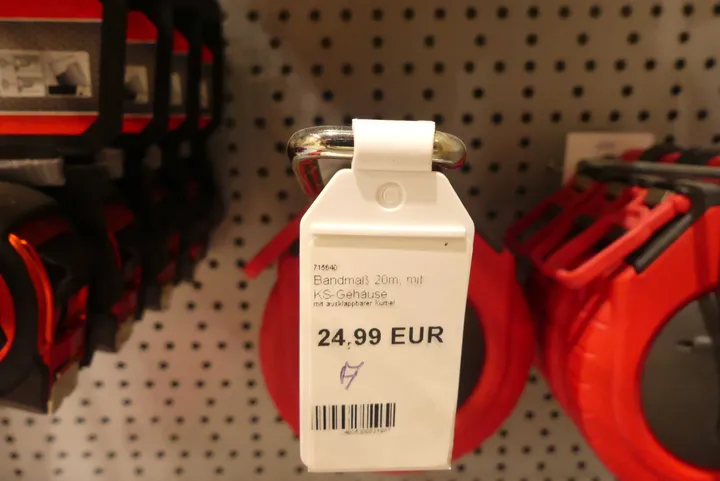 715640
Bandmaß 20m, mit
KS-Gehäuse
mit ausklappbarer Kurbel
24,99 EUR